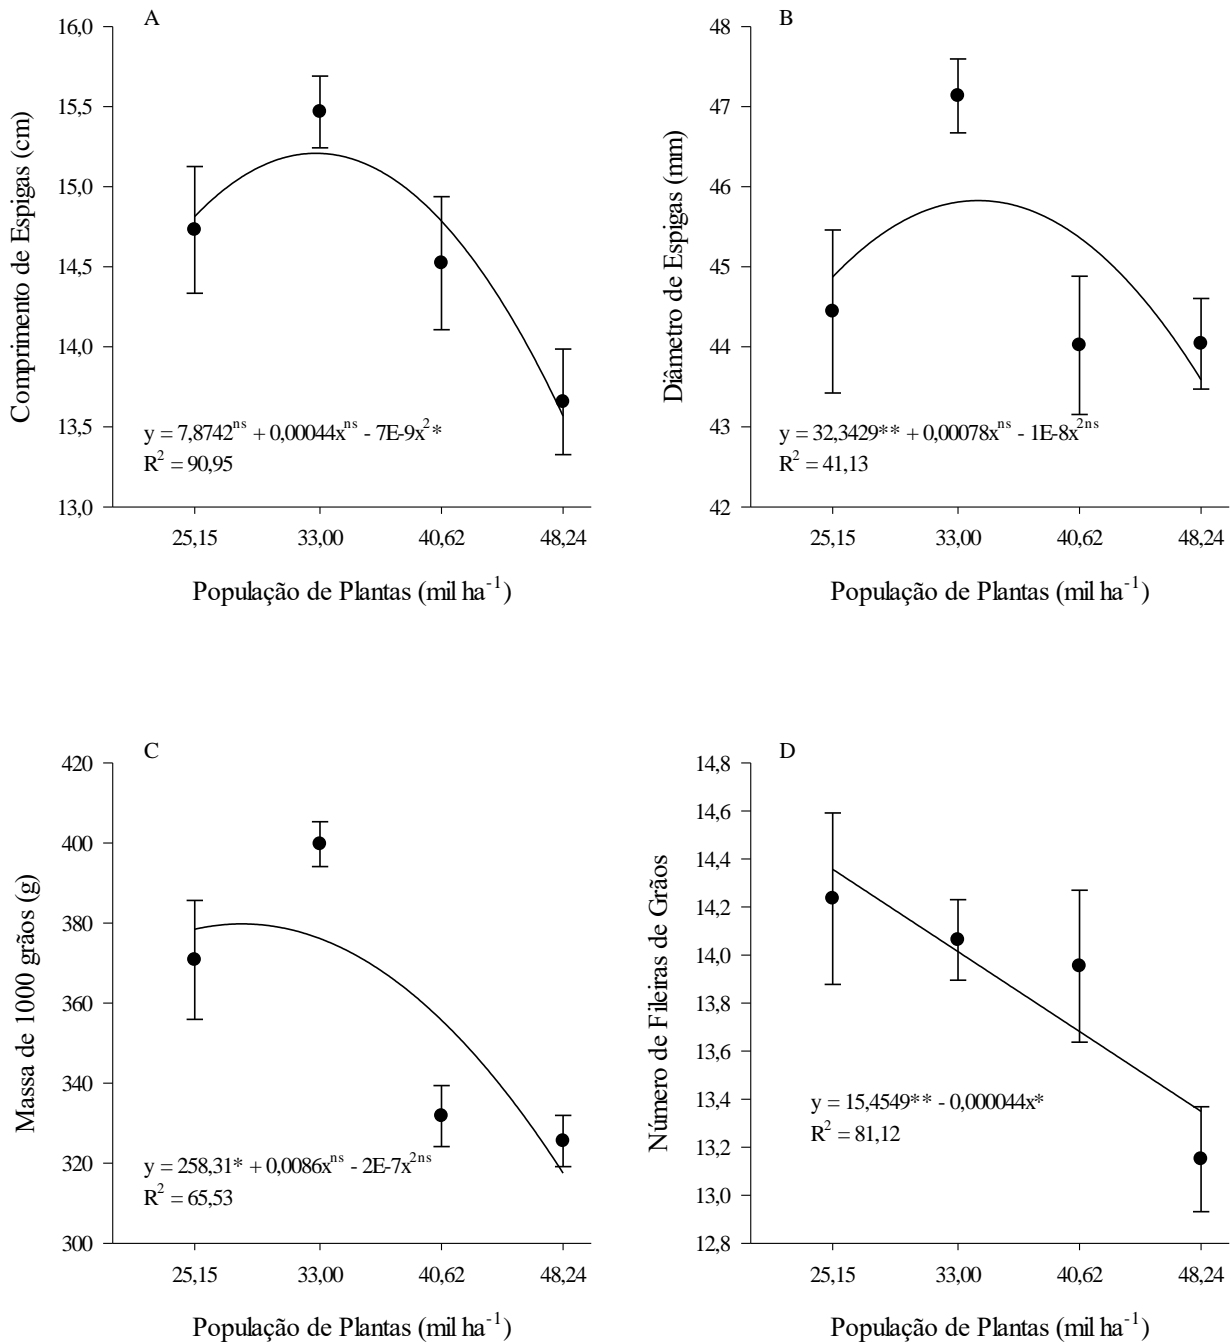 A
Comprimento de Espigas (cm)
16,0
15,5
15,0
14,5
14,0
13,5
13,0
y = 7,8742^ns + 0,00044x^ns - 7E-9x^2 *
R^2 = 90,95
25,15 33,00 40,62 48,24
População de Plantas (mil ha^-1)
B
Diâmetro de Espigas (mm)
48
47
46
45
44
43
42
y = 32,3429** + 0,00078x^ns - 1E-8x^2ns
R^2 = 41,13
25,15 33,00 40,62 48,24
População de Plantas (mil ha^-1)
C
Massa de 1000 grãos (g)
420
400
380
360
340
320
300
y = 258,31* + 0,0086x^ns - 2E-7x^2ns
R^2 = 65,53
25,15 33,00 40,62 48,24
População de Plantas (mil ha^-1)
D
Número de Fileiras de Grãos
14,8
14,6
14,4
14,2
14,0
13,8
13,6
13,4
13,2
13,0
12,8
y = 15,4549** - 0,000044x*
R^2 = 81,12
25,15 33,00 40,62 48,24
População de Plantas (mil ha^-1)